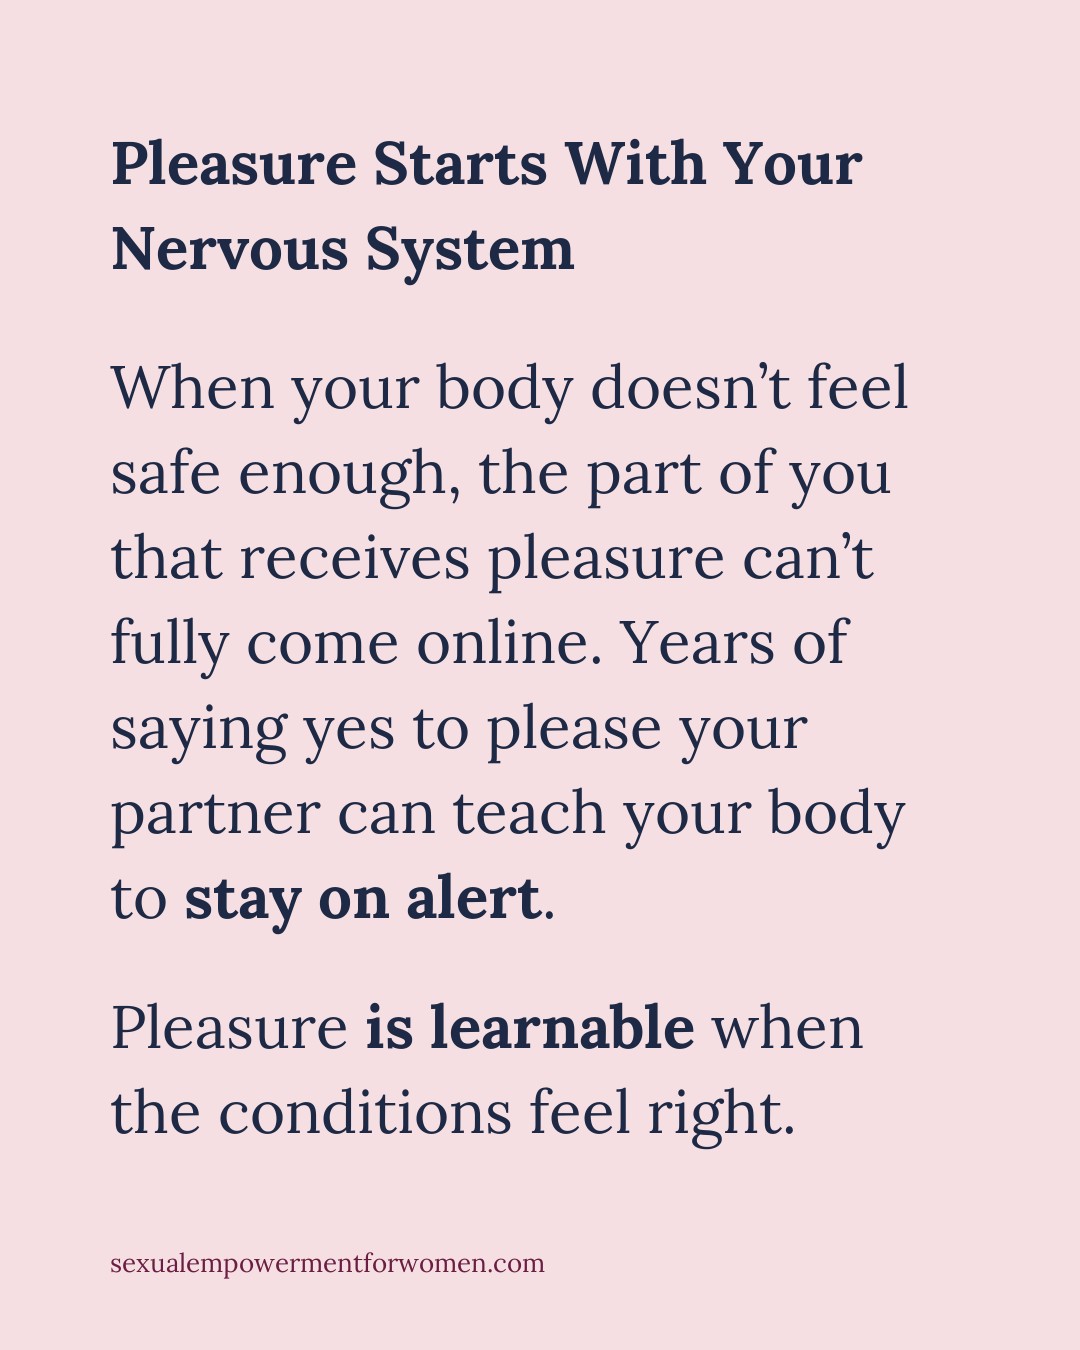 Pleasure Starts With Your
Nervous System
When your body doesn’t feel
safe enough, the part of you
that receives pleasure can’t
fully come online. Years of
saying yes to please your
partner can teach your body
to stay on alert.
Pleasure is learnable when
the conditions feel right.
sexualempowermentforwomen.com